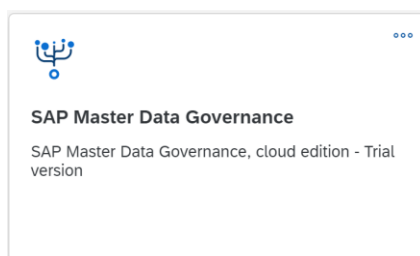 SAP Master Data Governance
SAP Master Data Governance, cloud edition - Trial
version